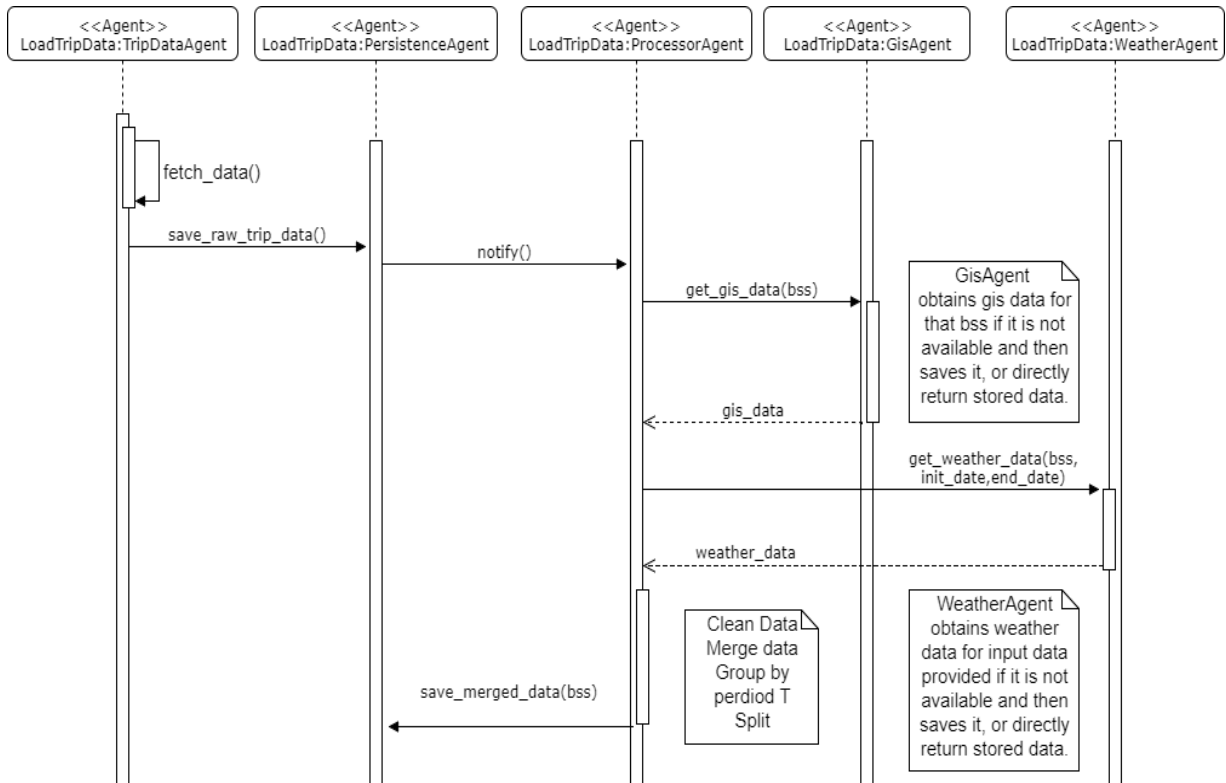 <<Agent>>
LoadTripData:TripDataAgent
<<Agent>>
LoadTripData:PersistenceAgent
<<Agent>>
LoadTripData:ProcessorAgent
<<Agent>>
LoadTripData:GisAgent
<<Agent>>
LoadTripData:WeatherAgent
fetch_data()
save_raw_trip_data()
notify()
get_gis_data(bss)
GisAgent
obtains gis data for
that bss if it is not
available and then
saves it, or directly
return stored data.
gis_data
get_weather_data(bss,
init_date,end_date)
weather_data
Clean Data
Merge data
Group by
perdiod T
Split
WeatherAgent
obtains weather
data for input data
provided if it is not
available and then
saves it, or directly
return stored data.
save_merged_data(bss)